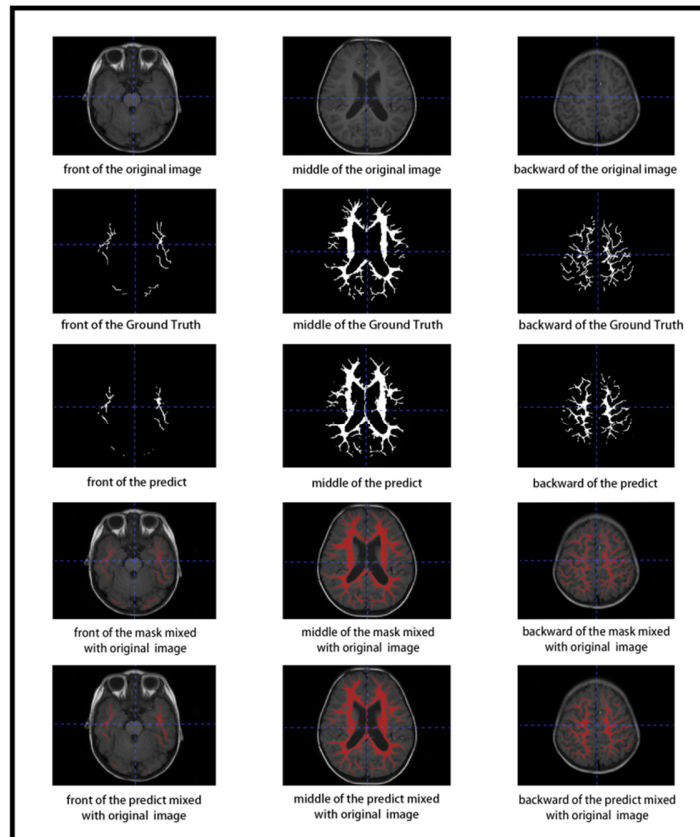 front of the original image
middle of the original image
backward of the original image
front of the Ground Truth
middle of the Ground Truth
backward of the Ground Truth
front of the predict
middle of the predict
backward of the predict
front of the mask mixed
with original image
middle of the mask mixed
with original image
backward of the mask mixed
with original image
front of the predict mixed
with original image
middle of the predict mixed
with original image
backward of the predict mixed
with original image